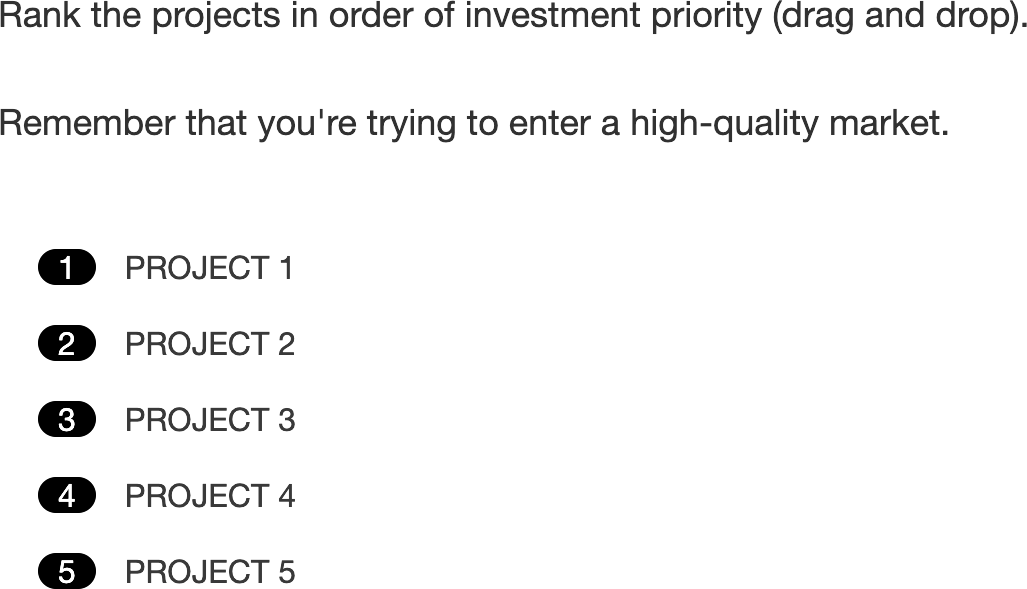 Rank the projects in order of investment priority (drag and drop).
Remember that you're trying to enter a high-quality market.
1 PROJECT 1
2 PROJECT 2
3 PROJECT 3
4 PROJECT 4
5 PROJECT 5